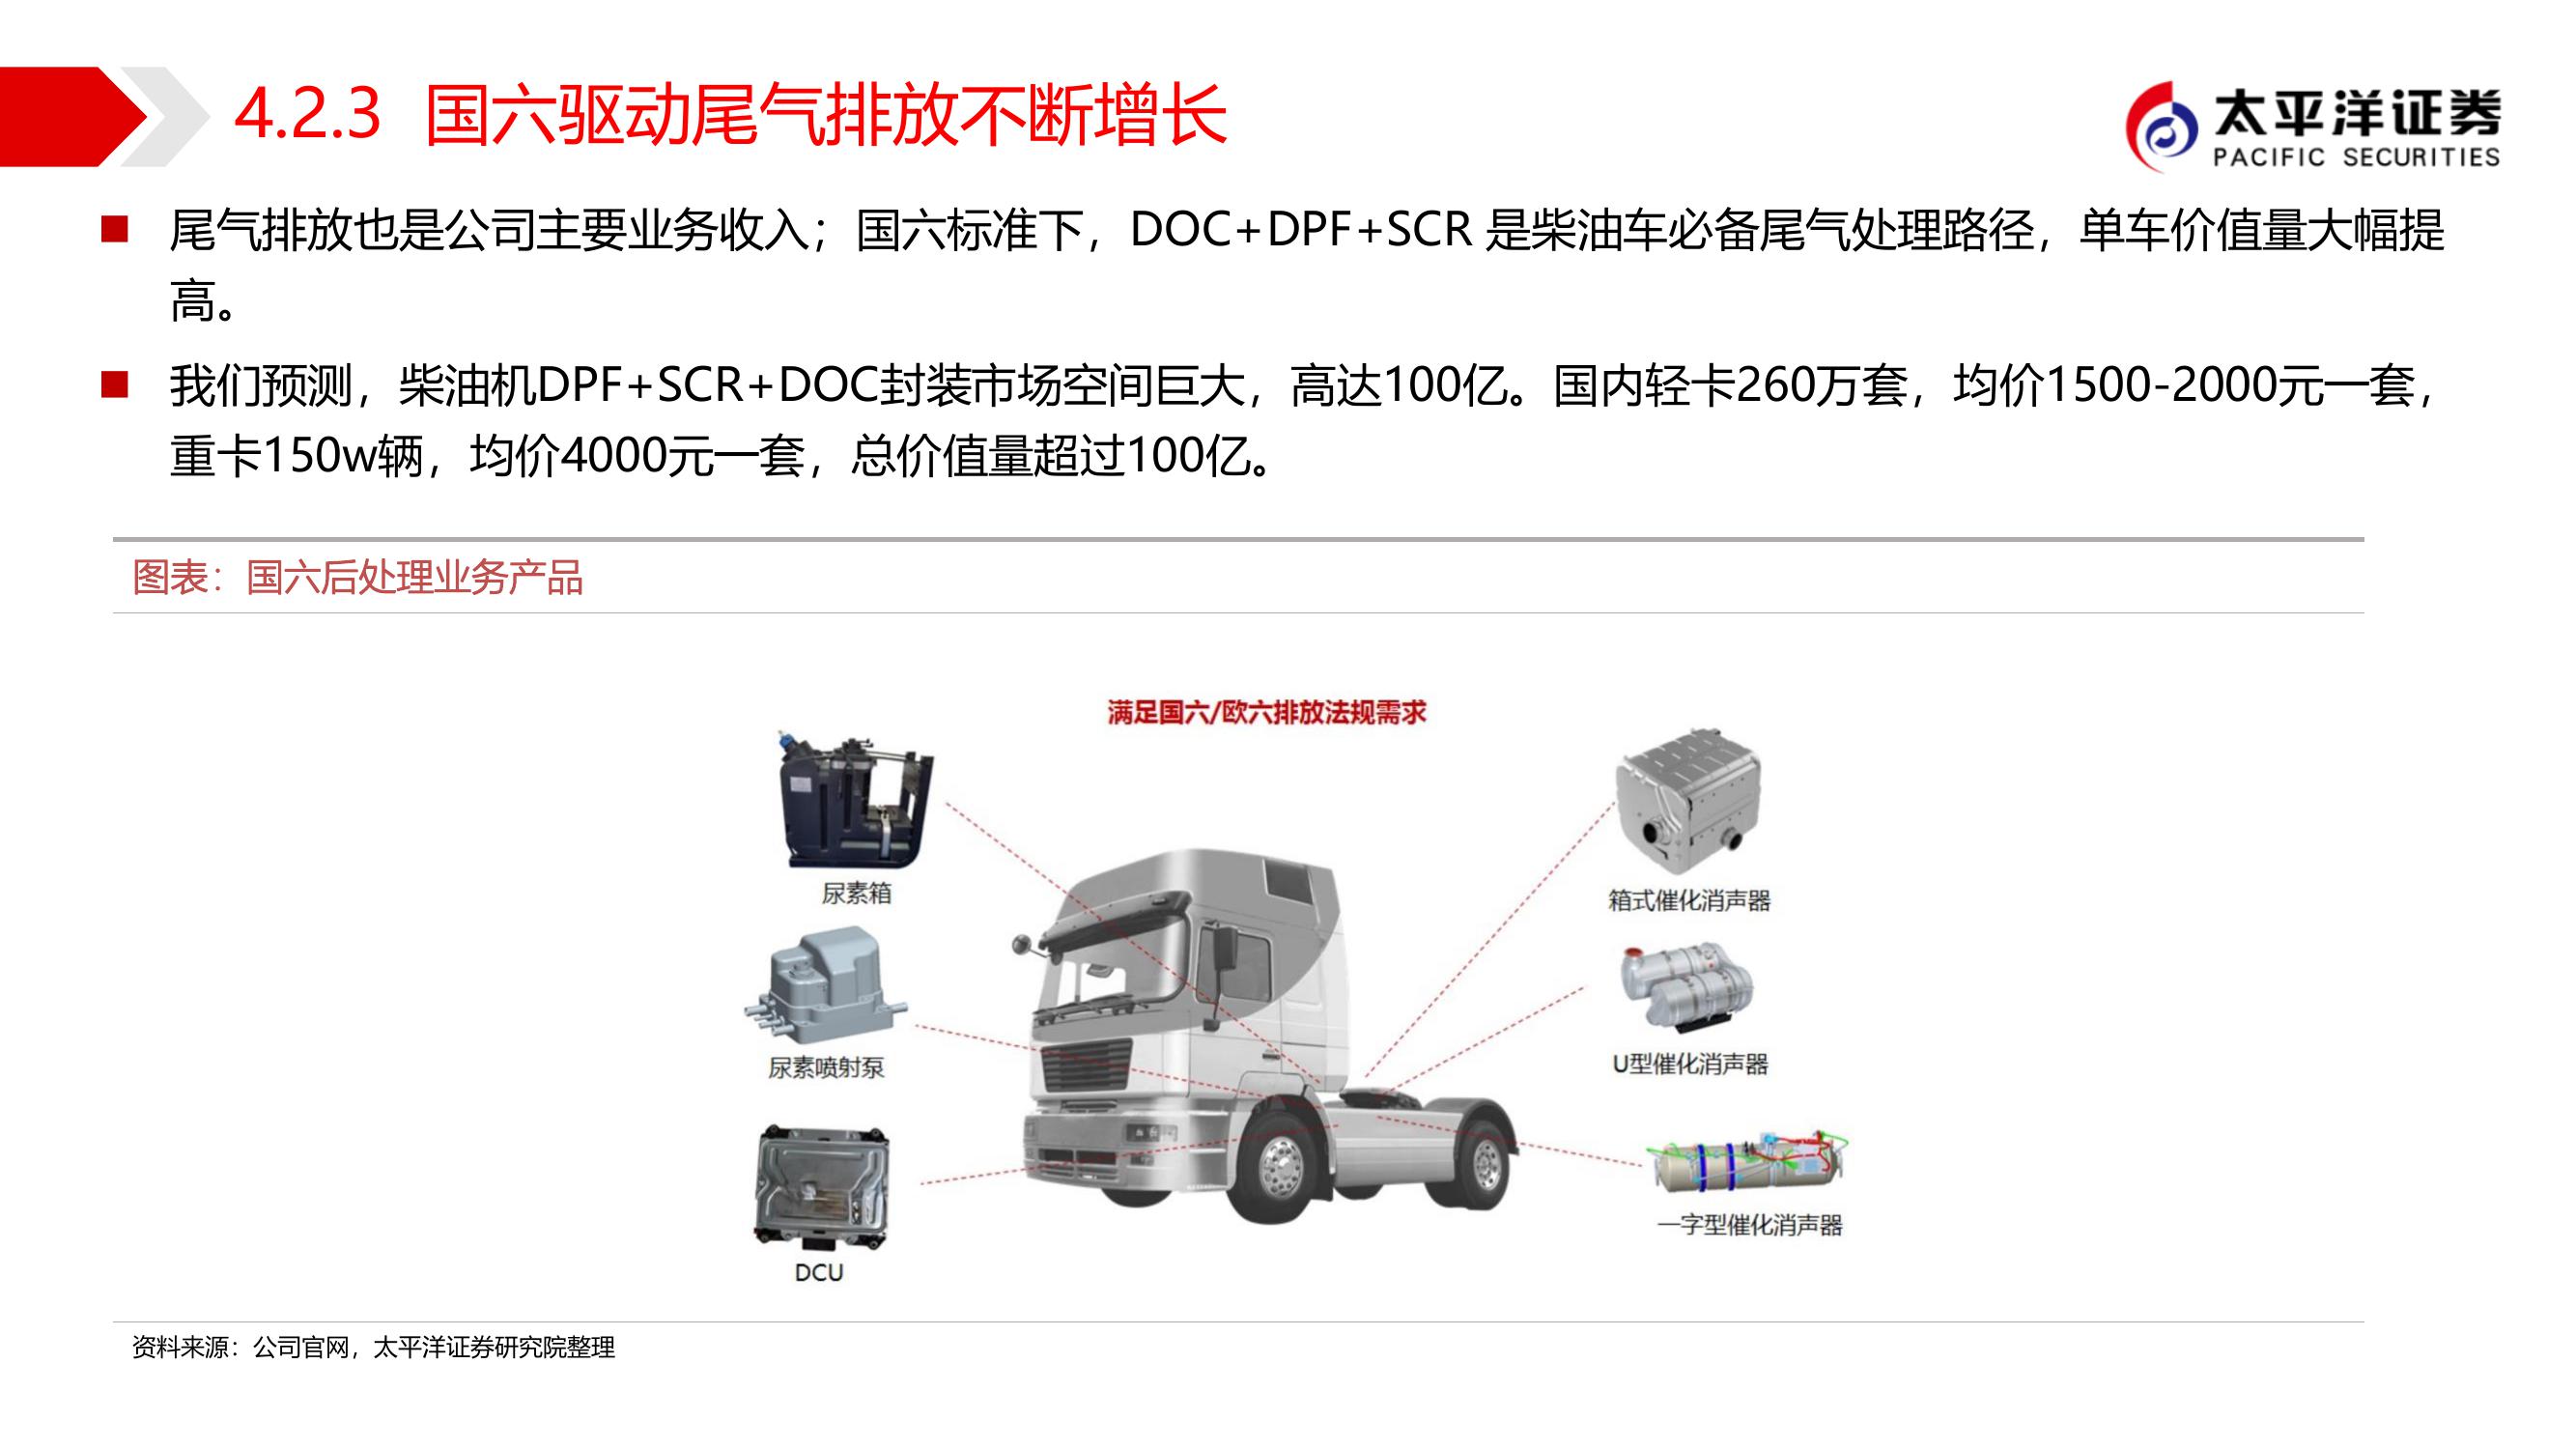 4.2.3 国六驱动尾气排放不断增长
太平洋证券
PACIFIC SECURITIES
■ 尾气排放也是公司主要业务收入；国六标准下，DOC+DPF+SCR 是柴油车必备尾气处理路径，单车价值量大幅提
高。
■ 我们预测，柴油机DPF+SCR+DOC封装市场空间巨大，高达100亿。国内轻卡260万套，均价1500-2000元一套，
重卡150w辆，均价4000元一套，总价值量超过100亿。
图表：国六后处理业务产品
满足国六/欧六排放法规需求
尿素箱
箱式催化消声器
尿素喷射泵
U型催化消声器
一字型催化消声器
DCU
资料来源：公司官网，太平洋证券研究院整理